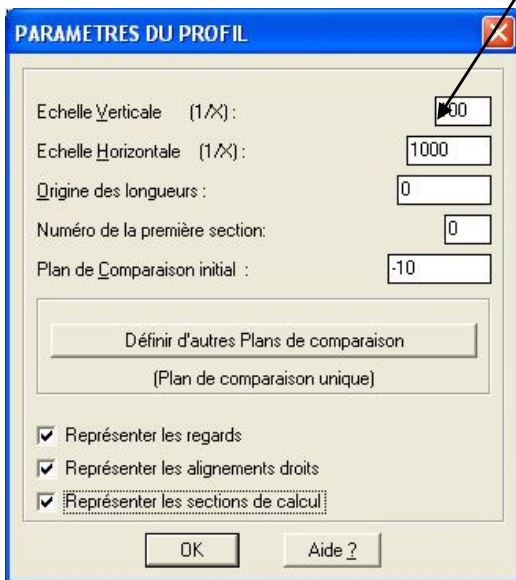 PARAMETRES DU PROFIL
Echelle Verticale (1/X) :
Echelle Horizontale (1/X) : 1000
Origine des longueurs : 0
Numéro de la première section: 0
Plan de Comparaison initial : -10
Définir d'autres Plans de comparaison
(Plan de comparaison unique)
Représenter les regards
Représenter les alignements droits
Représenter les sections de calcul
OK Aide ?